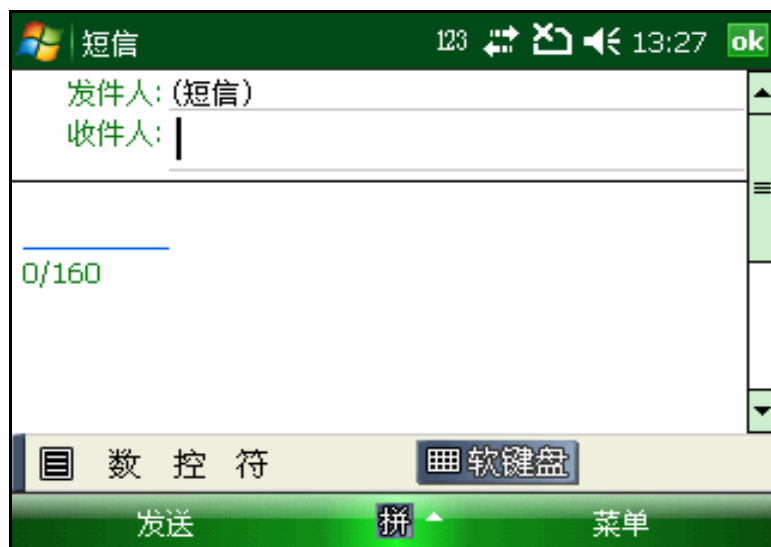 短信 123 13:27 ok
发件人: (短信)
收件人:
0/160
数 控 符 软键盘
发送 拼 菜单